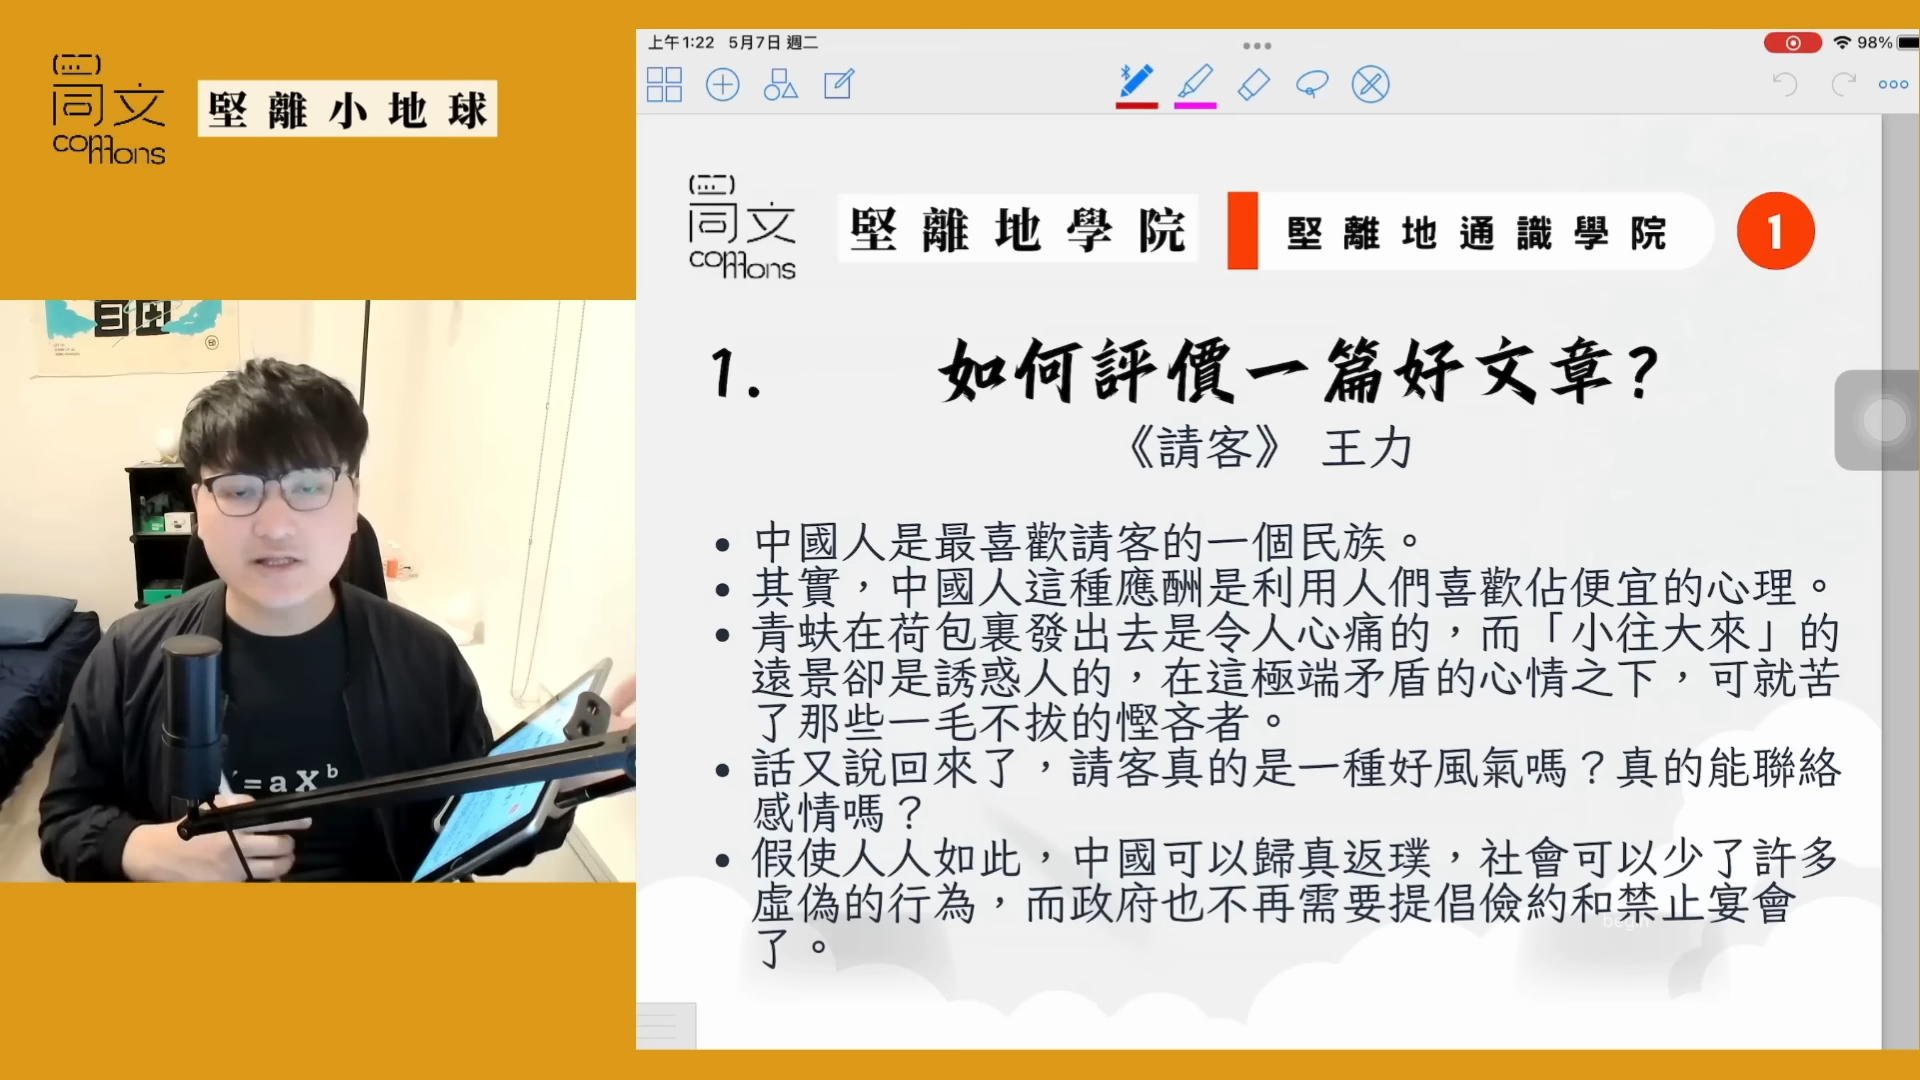 (...)
同文
commons
堅離小地球
自由
上午1:22 5月7日 週二
98%
(...)
同文
commons
堅離地學院
堅離地通識學院
1
1. 如何評價一篇好文章?
《請客》 王力
• 中國人是最喜歡請客的一個民族。
• 其實，中國人這種應酬是利用人們喜歡佔便宜的心理。
• 青蚨在荷包裏發出去是令人心痛的，而「小往大來」的
遠景卻是誘惑人的，在這極端矛盾的心情之下，可就苦
了那些一毛不拔的慳吝者。
• 話又說回來了，請客真的是一種好風氣嗎？真的能聯絡
感情嗎？
• 假使人人如此，中國可以歸真返璞，社會可以少了許多
虛偽的行為，而政府也不再需要提倡儉約和禁止宴會
了。
begin
=aXᵇ